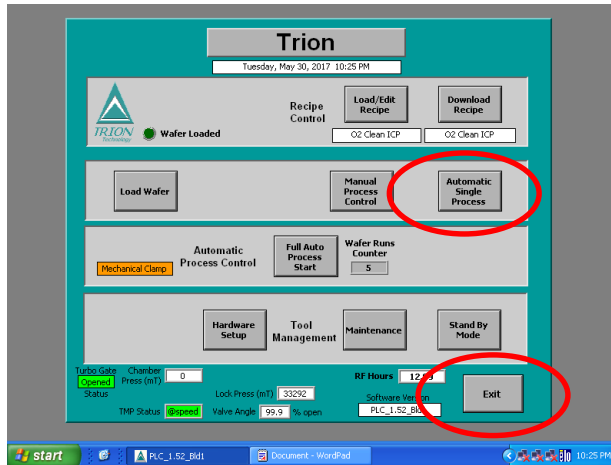 Trion
Tuesday, May 30, 2017 10:25 PM
TRION
Technology
Wafer Loaded
Recipe
Control
Load/Edit
Recipe
Download
Recipe
O2 Clean ICP
O2 Clean ICP
Load Wafer
Manual
Process
Control
Automatic
Single
Process
Mechanical Clamp
Automatic
Process Control
Full Auto
Process
Start
Wafer Runs
Counter
5
Hardware
Setup
Tool
Management
Maintenance
Stand By
Mode
Turbo Gate
Opened
Status
Chamber
Press (mT)
0
RF Hours
Lock Press (mT) 33292
Software Version
PLC_1.52_Bld1
Exit
TMP Status @speed Valve Angle 99.9 % open
start
PLC_1.52_Bld1
Document - WordPad
10:25 PM